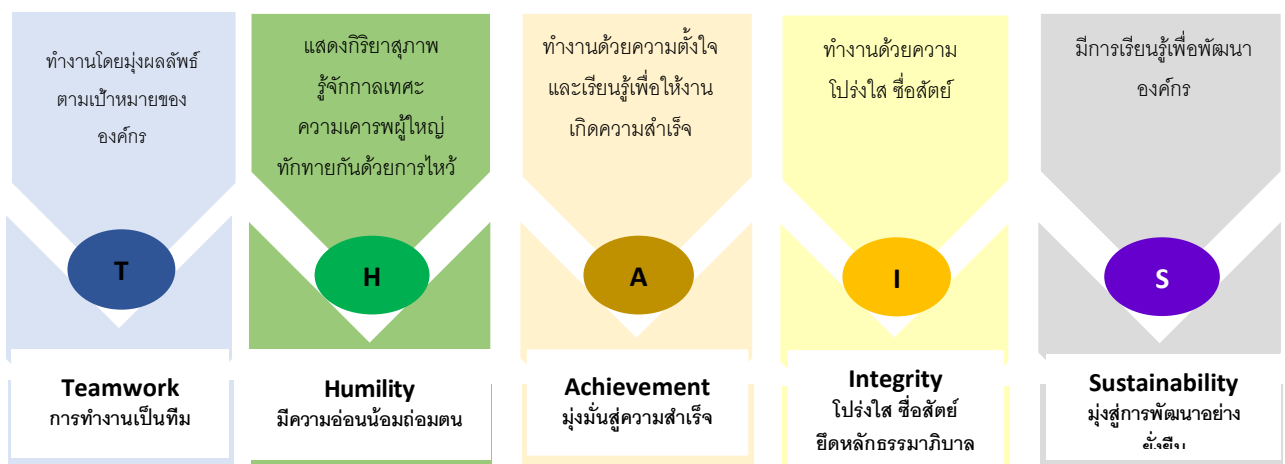 ทำงานโดยมุ่งผลลัพธ์
ตามเป้าหมายของ
องค์กร
แสดงกิริยาสุภาพ
รู้จักกาลเทศะ
ความเคารพผู้ใหญ่
ทักทายกันด้วยการไหว้
ทำงานด้วยความตั้งใจ
และเรียนรู้เพื่อให้งาน
เกิดความสำเร็จ
ทำงานด้วยความ
โปร่งใส ซื่อสัตย์
มีการเรียนรู้เพื่อพัฒนา
องค์กร
T
H
A
I
S
Teamwork
การทำงานเป็นทีม
Humility
มีความอ่อนน้อมถ่อมตน
Achievement
มุ่งมั่นสู่ความสำเร็จ
Integrity
โปร่งใส ซื่อสัตย์
ยึดหลักธรรมาภิบาล
Sustainability
มุ่งสู่การพัฒนาอย่าง
ยั่งยืน